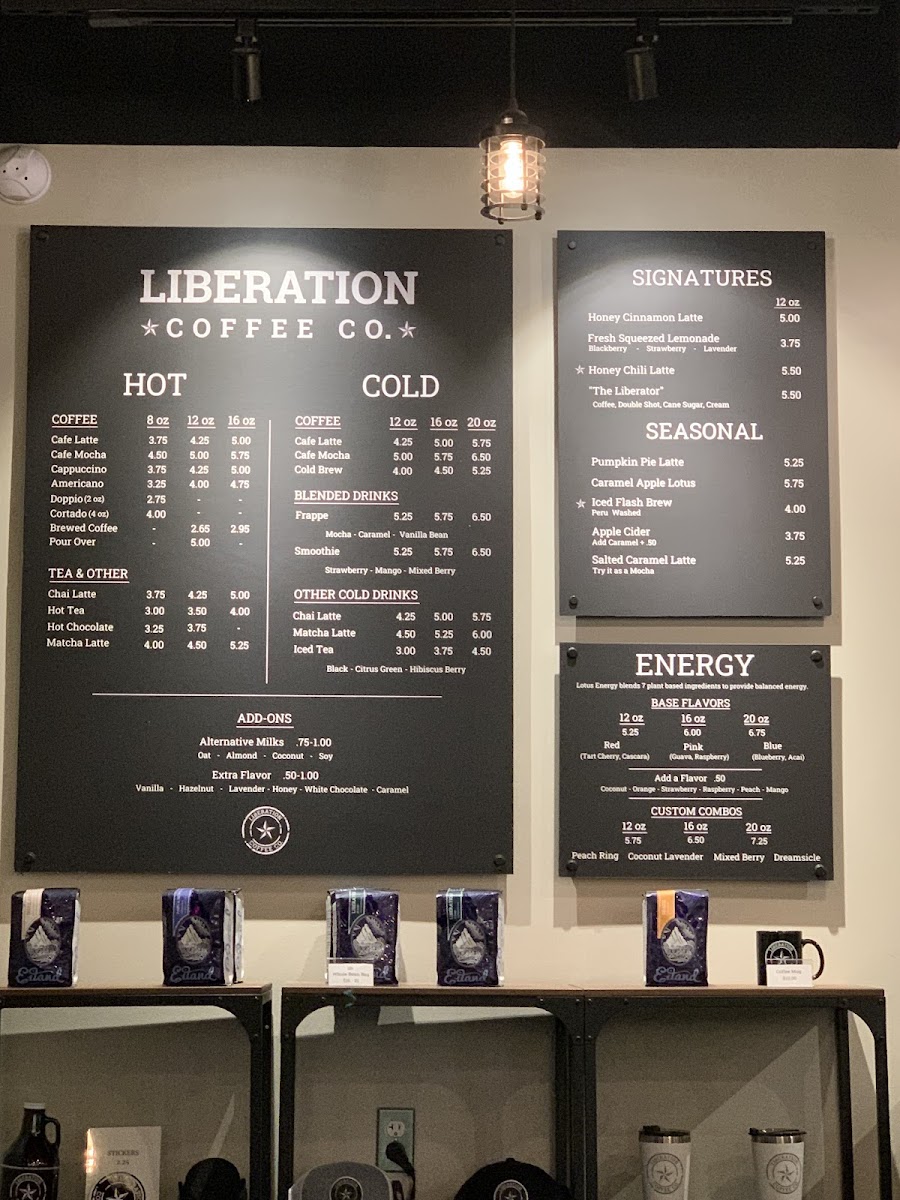 LIBERATION
COFFEE CO.
HOT
COFFEE 8 oz 12 oz 16 oz
Cafe Latte 3.75 4.25 5.00
Cafe Mocha 4.50 5.00 5.75
Cappuccino 3.75 4.25 5.00
Americano 3.25 4.00 4.75
Doppio (2 oz) 2.75 - -
Cortado (4 oz) 4.00 - -
Brewed Coffee - 2.65 2.95
Pour Over - 5.00 -
TEA & OTHER
Chai Latte 3.75 4.25 5.00
Hot Tea 3.00 3.50 4.00
Hot Chocolate 3.25 3.75 -
Matcha Latte 4.00 4.50 5.25
COLD
COFFEE 12 oz 16 oz 20 oz
Cafe Latte 4.25 5.00 5.75
Cafe Mocha 5.00 5.75 6.50
Cold Brew 4.00 4.50 5.25
BLENDED DRINKS
Frappe 5.25 5.75 6.50
Mocha - Caramel - Vanilla Bean
Smoothie 5.25 5.75 6.50
Strawberry - Mango - Mixed Berry
OTHER COLD DRINKS
Chai Latte 4.25 5.00 5.75
Matcha Latte 4.50 5.25 6.00
Iced Tea 3.00 3.75 4.50
Black - Citrus Green - Hibiscus Berry
ADD-ONS
Alternative Milks .75-1.00
Oat - Almond - Coconut - Soy
Extra Flavor .50-1.00
Vanilla - Hazelnut - Lavender - Honey - White Chocolate - Caramel
LIBERATION
COFFEE CO.
SIGNATURES
12 oz
Honey Cinnamon Latte 5.00
Fresh Squeezed Lemonade 3.75
Blackberry - Strawberry - Lavender
Honey Chili Latte 5.50
"The Liberator" 5.50
Coffee, Double Shot, Cane Sugar, Cream
SEASONAL
Pumpkin Pie Latte 5.25
Caramel Apple Lotus 5.75
Iced Flash Brew 4.00
Peru Washed
Apple Cider 3.75
Add Caramel + .50
Salted Caramel Latte 5.25
Try it as a Mocha
ENERGY
Lotus Energy blends 7 plant based ingredients to provide balanced energy.
BASE FLAVORS
12 oz 16 oz 20 oz
5.25 6.00 6.75
Red Pink Blue
(Tart Cherry, Cascara) (Guava, Raspberry) (Blueberry, Acai)
Add a Flavor .50
Coconut - Orange - Strawberry - Raspberry - Peach - Mango
CUSTOM COMBOS
12 oz 16 oz 20 oz
5.75 6.50 7.25
Peach Ring Coconut Lavender Mixed Berry Dreamsicle
Eiland
Eiland
Eiland
Eiland
Whole Bean Bag
Coffee Mug
STICKERS
3.25
LIBERATION
LIBERATION